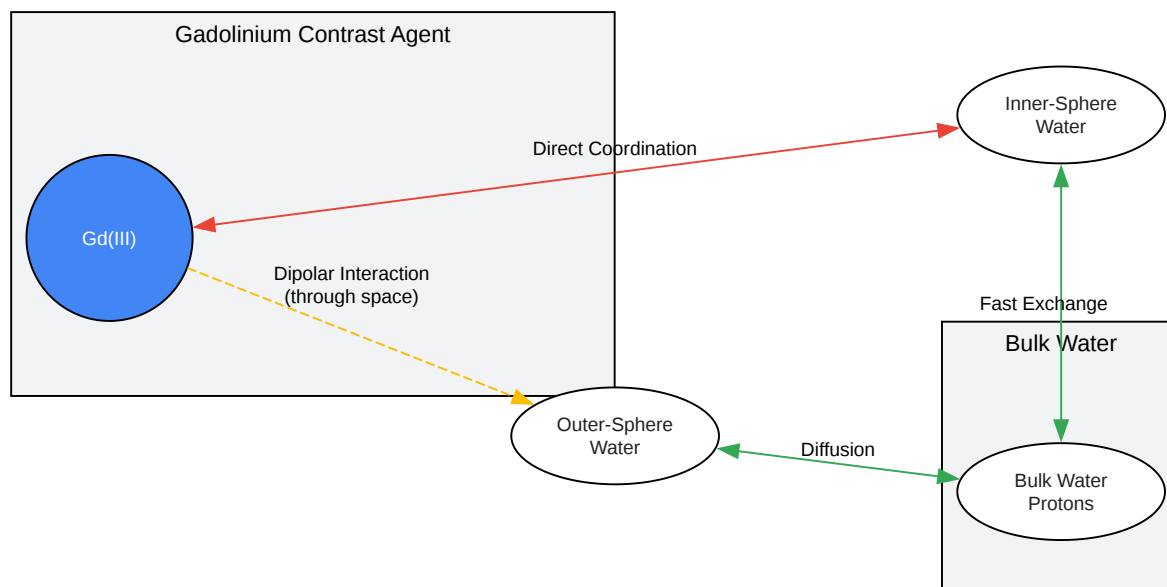 Gadolinium Contrast Agent
Inner-Sphere
Water
Direct Coordination
Gd(III)
Dipolar Interaction
(through space)
Fast Exchange
Bulk Water
Outer-Sphere
Water
Diffusion
Bulk Water
Protons